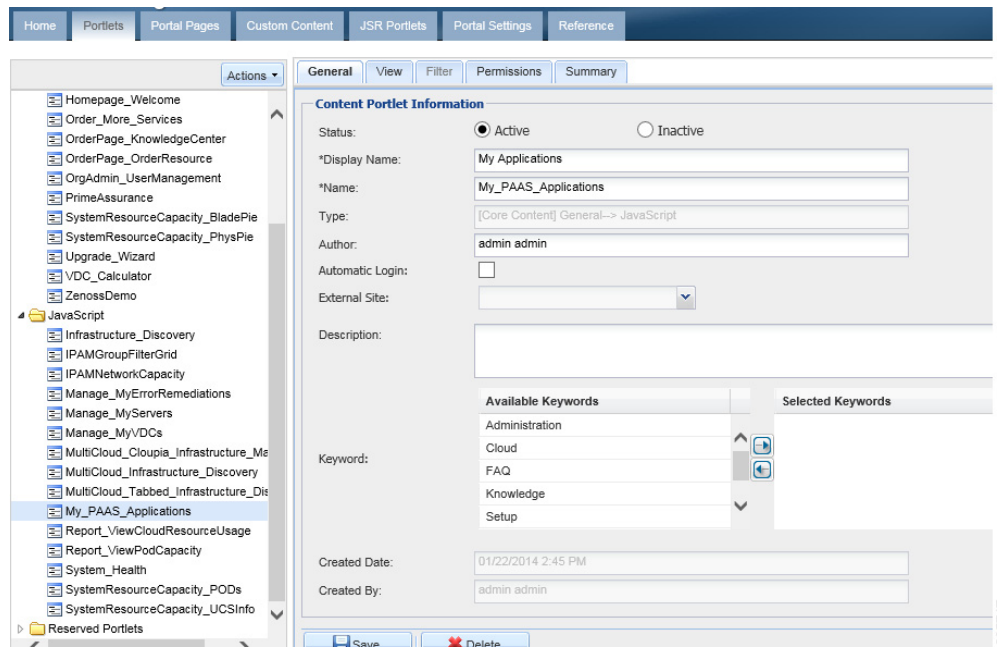 Home Portlets Portal Pages Custom Content JSR Portlets Portal Settings Reference
Actions
Homepage_Welcome
Order_More_Services
OrderPage_KnowledgeCenter
OrderPage_OrderResource
OrgAdmin_UserManagement
PrimeAssurance
SystemResourceCapacity_BladePie
SystemResourceCapacity_PhysPie
Upgrade_Wizard
VDC_Calculator
ZenossDemo
JavaScript
Infrastructure_Discovery
IPAMGroupFilterGrid
IPAMNetworkCapacity
Manage_MyErrorRemediations
Manage_MyServers
Manage_MyVDCs
MultiCloud_Cloupia_Infrastructure_Ma
MultiCloud_Infrastructure_Discovery
MultiCloud_Tabbed_Infrastructure_Dis
My_PAAS_Applications
Report_ViewCloudResourceUsage
Report_ViewPodCapacity
System_Health
SystemResourceCapacity_PODs
SystemResourceCapacity_UCSInfo
Reserved Portlets
General View Filter Permissions Summary
Content Portlet Information
Status: Active Inactive
*Display Name: My Applications
*Name: My_PAAS_Applications
Type: [Core Content] General--> JavaScript
Author: admin admin
Automatic Login:
External Site:
Description:
Keyword:
Available Keywords
Administration
Cloud
FAQ
Knowledge
Setup
Selected Keywords
Created Date: 01/22/2014 2:45 PM
Created By: admin admin
Save Delete